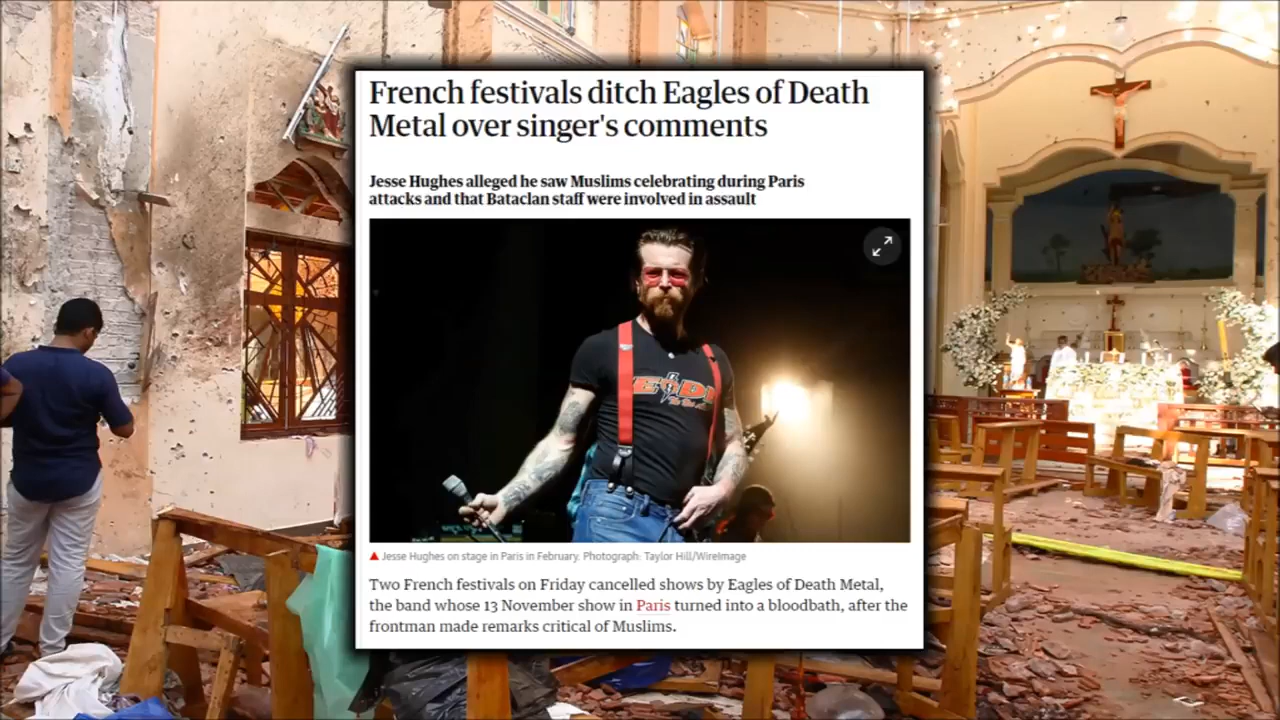 French festivals ditch Eagles of Death
Metal over singer's comments
Jesse Hughes alleged he saw Muslims celebrating during Paris
attacks and that Bataclan staff were involved in assault
Jesse Hughes on stage in Paris in February. Photograph: Taylor Hill/WireImage
Two French festivals on Friday cancelled shows by Eagles of Death Metal,
the band whose 13 November show in Paris turned into a bloodbath, after the
frontman made remarks critical of Muslims.